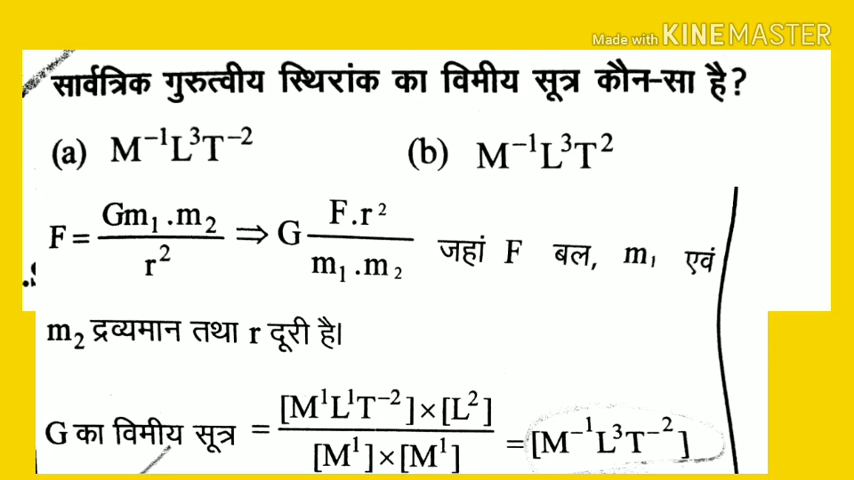 Made with KINEMASTER
सार्वत्रिक गुरुत्वीय स्थिरांक का विमीय सूत्र कौन-सा है?
(a) M⁻¹L³T⁻² (b) M⁻¹L³T²
F = Gm₁.m₂ / r² ⇒ G F.r² / m₁.m₂ जहां F बल, m₁ एवं
m₂ द्रव्यमान तथा r दूरी है।
G का विमीय सूत्र = [M¹L¹T⁻²]×[L²] / [M¹]×[M¹] = [M⁻¹L³T⁻²]